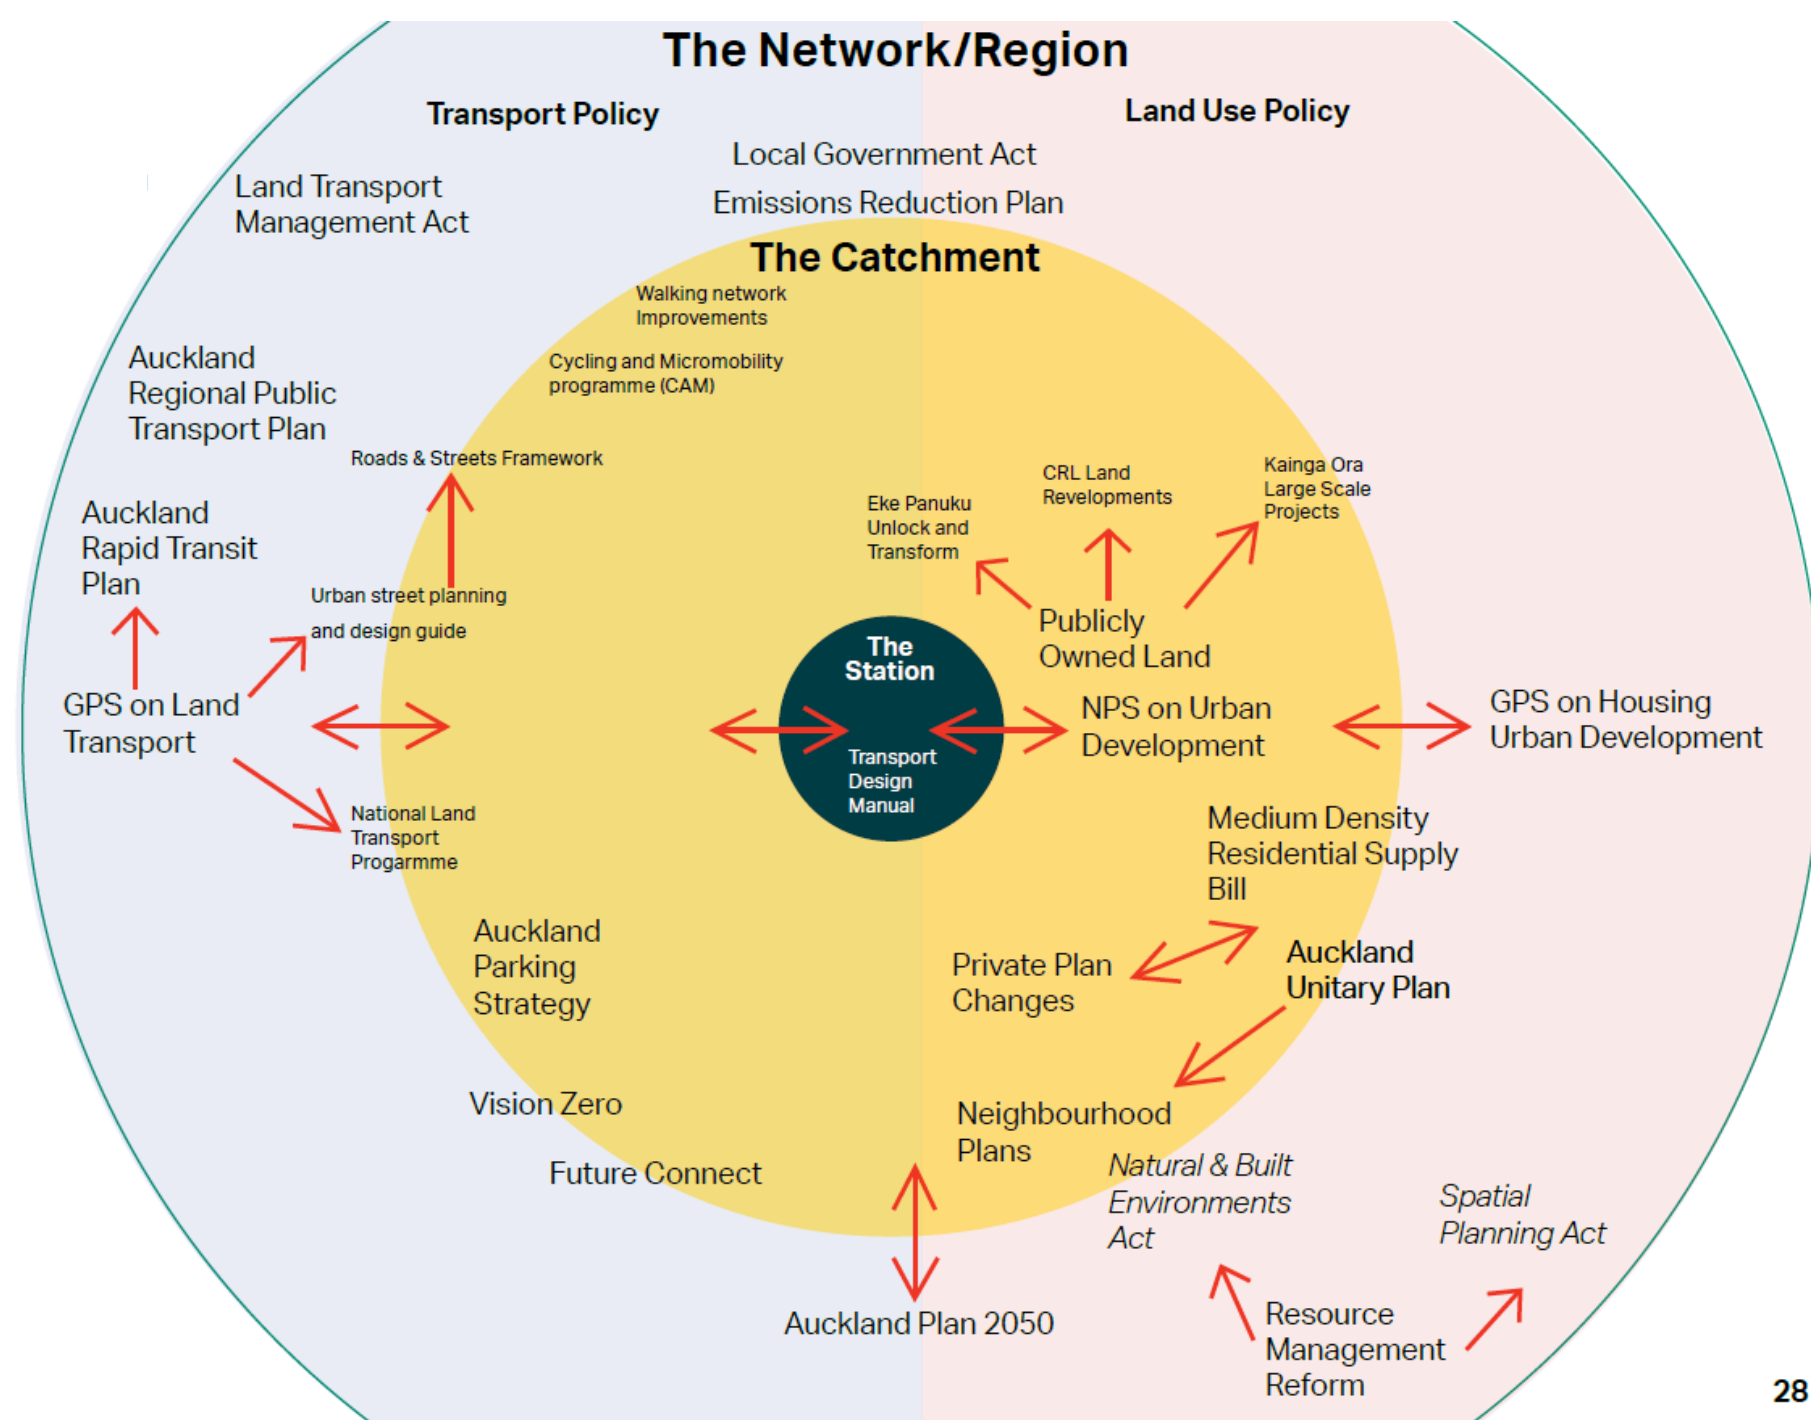 The Network/Region
Transport Policy
Land Use Policy
Local Government Act
Emissions Reduction Plan
Land Transport
Management Act
The Catchment
Walking network
Improvements
Cycling and Micromobility
programme (CAM)
Auckland
Regional Public
Transport Plan
Roads & Streets Framework
Auckland
Rapid Transit
Plan
Urban street planning
and design guide
GPS on Land
Transport
National Land
Transport
Progarmme
Eke Panuku
Unlock and
Transform
CRL Land
Revelopments
Kainga Ora
Large Scale
Projects
Publicly
Owned Land
The
Station
Transport
Design
Manual
NPS on Urban
Development
GPS on Housing
Urban Development
Medium Density
Residential Supply
Bill
Auckland
Parking
Strategy
Private Plan
Changes
Auckland
Unitary Plan
Vision Zero
Future Connect
Neighbourhood
Plans
Natural & Built
Environments
Act
Spatial
Planning Act
Auckland Plan 2050
Resource
Management
Reform
28